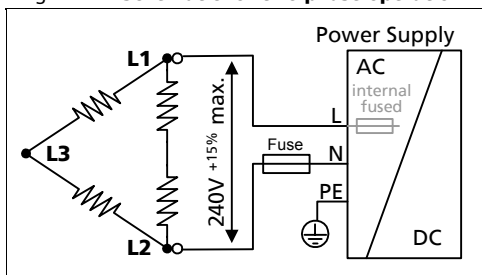 Power Supply
L1
AC
internal
fused
L
240V +15% max.
Fuse
N
L3
PE
L2
DC